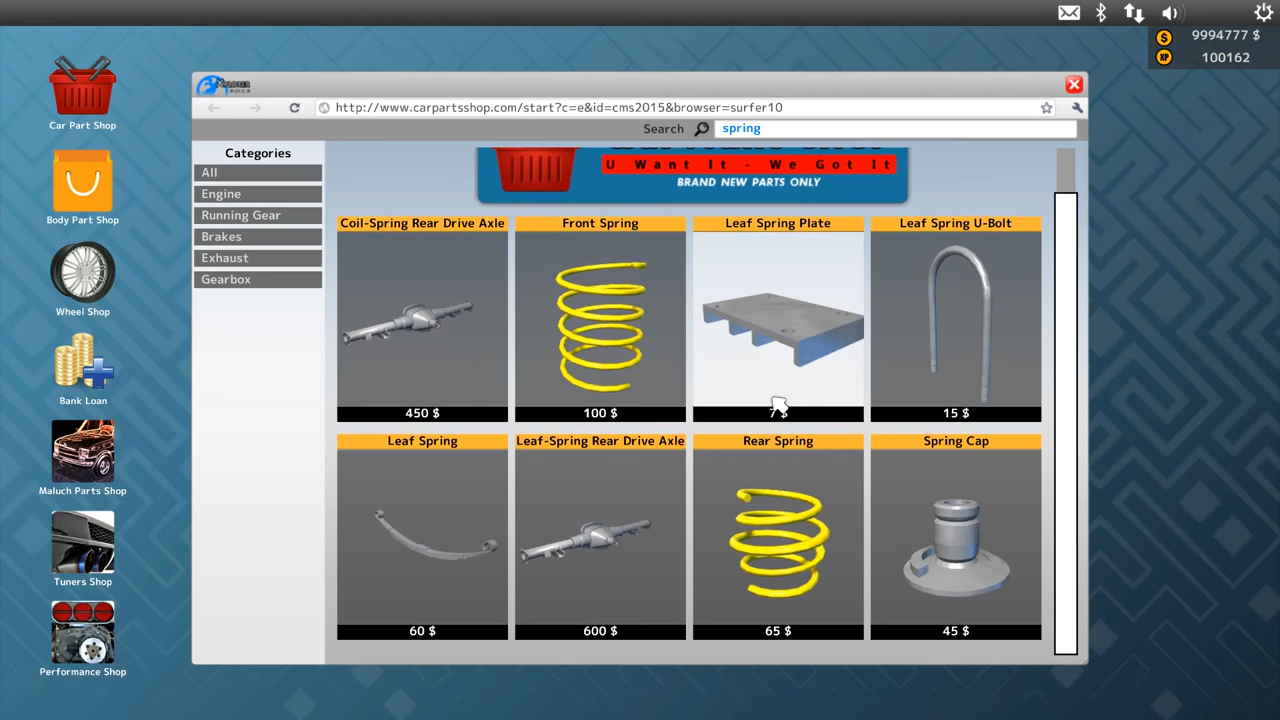 9994777 $
XP
100162
Car Part Shop
Body Part Shop
Wheel Shop
Bank Loan
Maluch Parts Shop
Tuners Shop
Performance Shop
http://www.carpartsshop.com/start?c=e&id=cms2015&browser=surfer10
Search
spring
Categories
All
Engine
Running Gear
Brakes
Exhaust
Gearbox
U Want It - We Got It
BRAND NEW PARTS ONLY
Coil-Spring Rear Drive Axle
Front Spring
Leaf Spring Plate
Leaf Spring U-Bolt
450 $
100 $
15 $
Leaf Spring
Leaf-Spring Rear Drive Axle
Rear Spring
Spring Cap
60 $
600 $
65 $
45 $